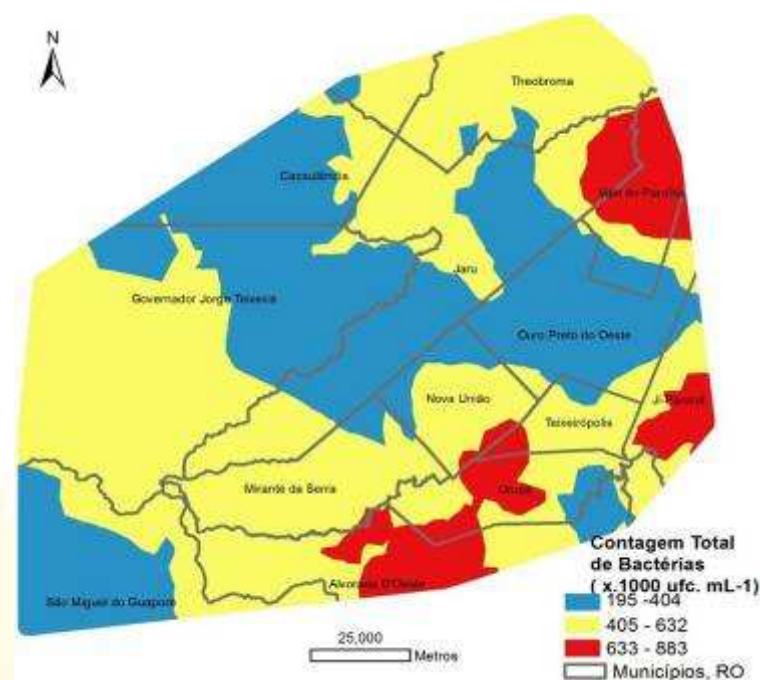 N
Theobroma
Vale do Paraíso
Governador Jorge Teixeira
Jaru
Ouro Preto do Oeste
Nova União
Ji-Paraná
Teixeirópolis
Mirante da Serra
Urupá
Alvorada D'Oeste
São Miguel do Guaporé
Contagem Total
de Bactérias
( x.1000 ufc. mL-1)
195 -404
405 - 632
633 - 883
Municípios, RO
25,000
Metros